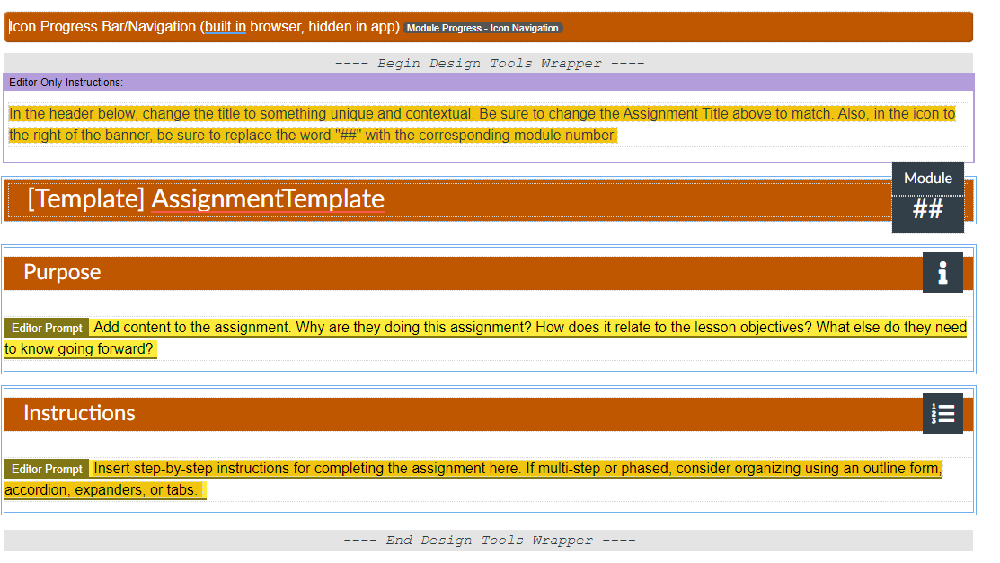 Icon Progress Bar/Navigation (built in browser, hidden in app) Module Progress - Icon Navigation
---- Begin Design Tools Wrapper ----
Editor Only Instructions:
In the header below, change the title to something unique and contextual. Be sure to change the Assignment Title above to match. Also, in the icon to
the right of the banner, be sure to replace the word "##" with the corresponding module number.
Module
[Template] AssignmentTemplate
##
Purpose
Editor Prompt Add content to the assignment. Why are they doing this assignment? How does it relate to the lesson objectives? What else do they need
to know going forward?
Instructions
Editor Prompt Insert step-by-step instructions for completing the assignment here. If multi-step or phased, consider organizing using an outline form,
accordion, expanders, or tabs.
---- End Design Tools Wrapper ----